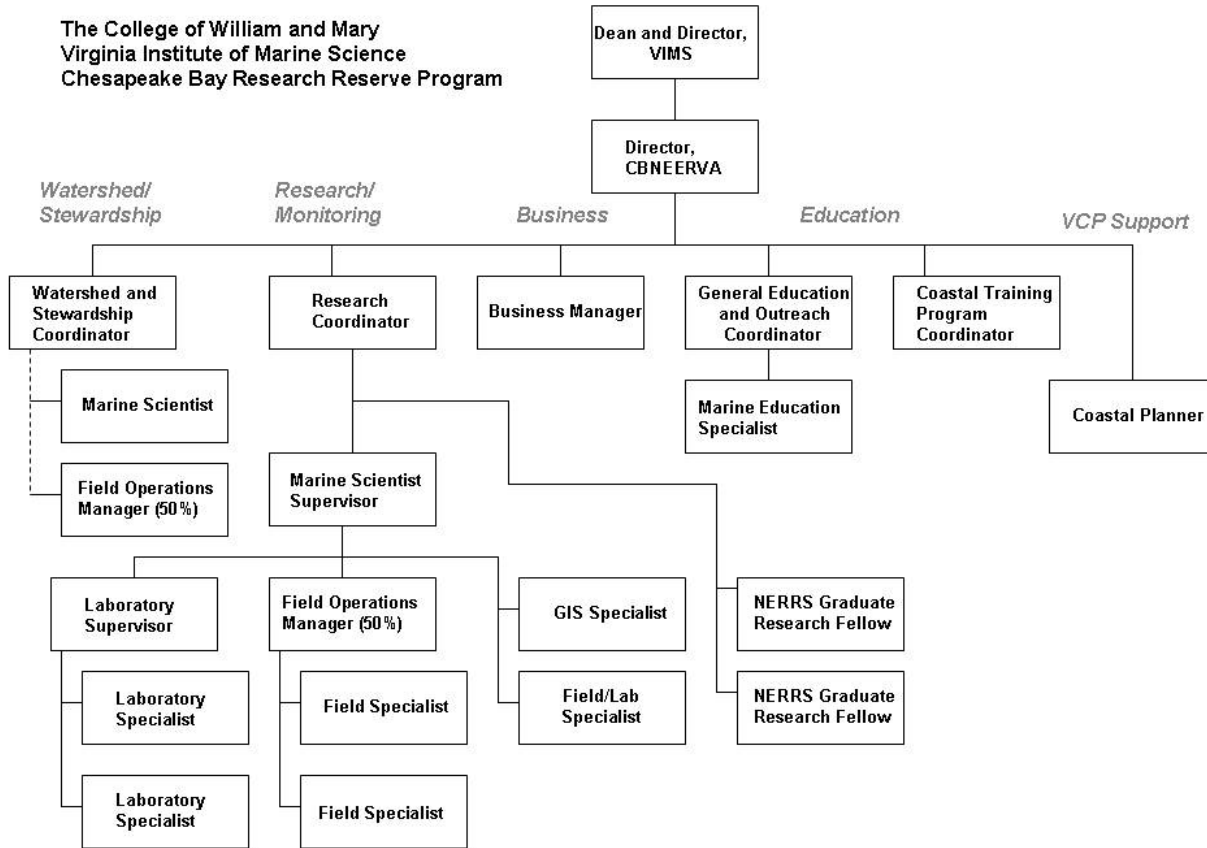 The College of William and Mary
Virginia Institute of Marine Science
Chesapeake Bay Research Reserve Program
Dean and Director,
VIMS
Director,
CBNEERVA
Watershed/
Stewardship
Research/
Monitoring
Business
Education
VCP Support
Watershed and
Stewardship
Coordinator
Research
Coordinator
Business Manager
General Education
and Outreach
Coordinator
Coastal Training
Program
Coordinator
Marine Scientist
Marine Education
Specialist
Coastal Planner
Field Operations
Manager (50%)
Marine Scientist
Supervisor
Laboratory
Supervisor
Field Operations
Manager (50%)
GIS Specialist
NERRS Graduate
Research Fellow
Laboratory
Specialist
Field Specialist
Field/Lab
Specialist
NERRS Graduate
Research Fellow
Laboratory
Specialist
Field Specialist